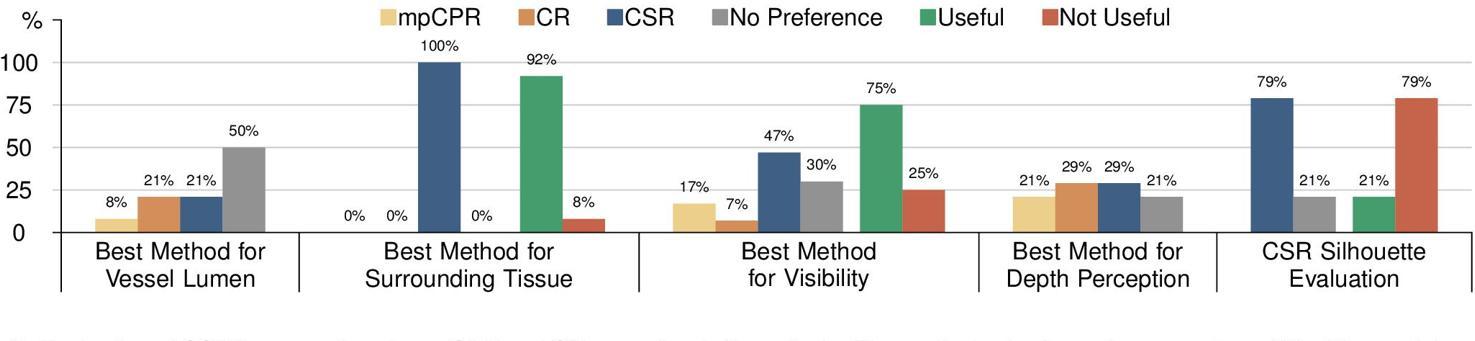 % mpCPR CR CSR No Preference Useful Not Useful
100
75
50
25
0
8% 21% 21% 50%
0% 0% 100% 0% 92% 8%
17% 7% 47% 30% 75% 25%
21% 29% 29% 21%
79% 21% 21% 79%
Best Method for
Vessel Lumen
Best Method for
Surrounding Tissue
Best Method
for Visibility
Best Method for
Depth Perception
CSR Silhouette
Evaluation